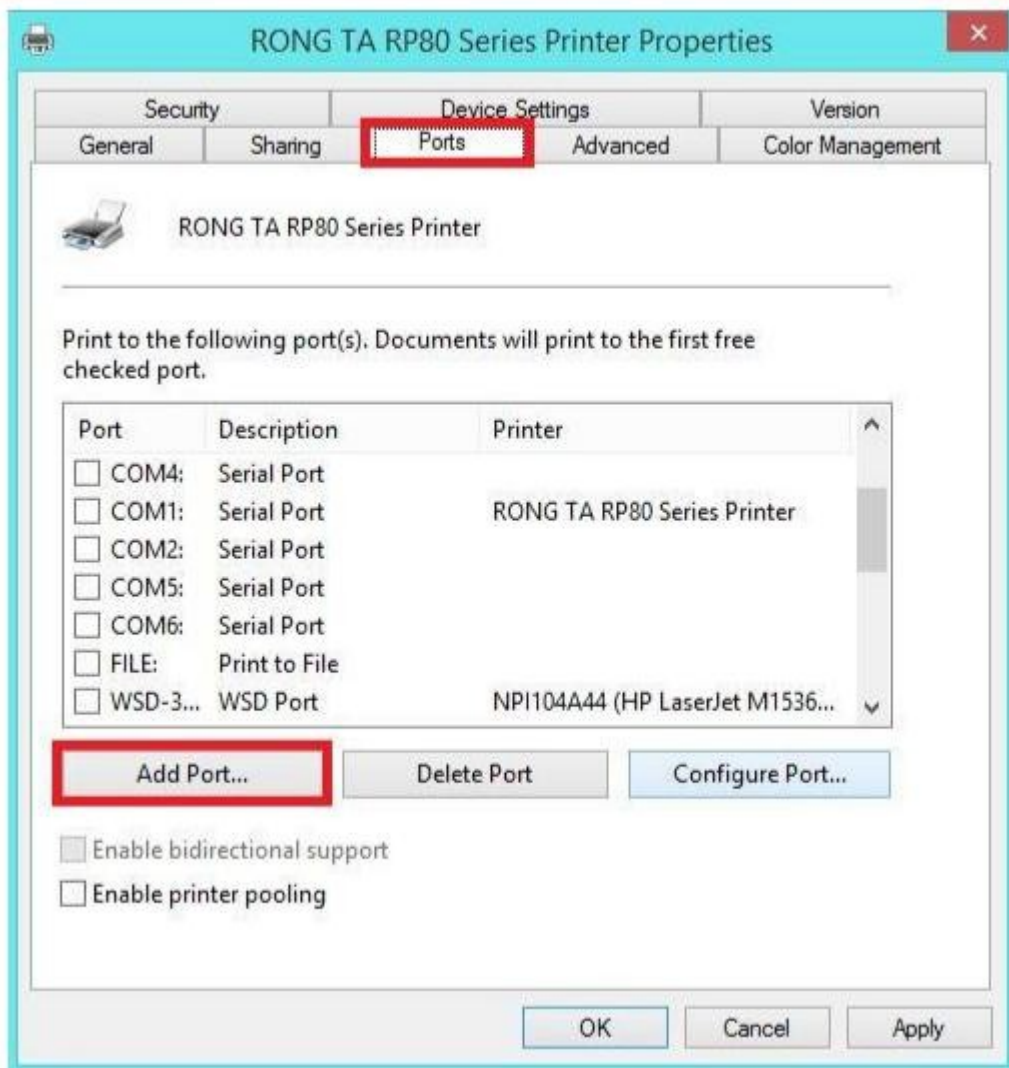 RONG TA RP80 Series Printer Properties
Security Device Settings Version
General Sharing Ports Advanced Color Management
RONG TA RP80 Series Printer
Print to the following port(s). Documents will print to the first free
checked port.
Port Description Printer
COM4: Serial Port
COM1: Serial Port RONG TA RP80 Series Printer
COM2: Serial Port
COM5: Serial Port
COM6: Serial Port
FILE: Print to File
WSD-3... WSD Port NPI104A44 (HP LaserJet M1536...
Add Port... Delete Port Configure Port...
Enable bidirectional support
Enable printer pooling
OK Cancel Apply